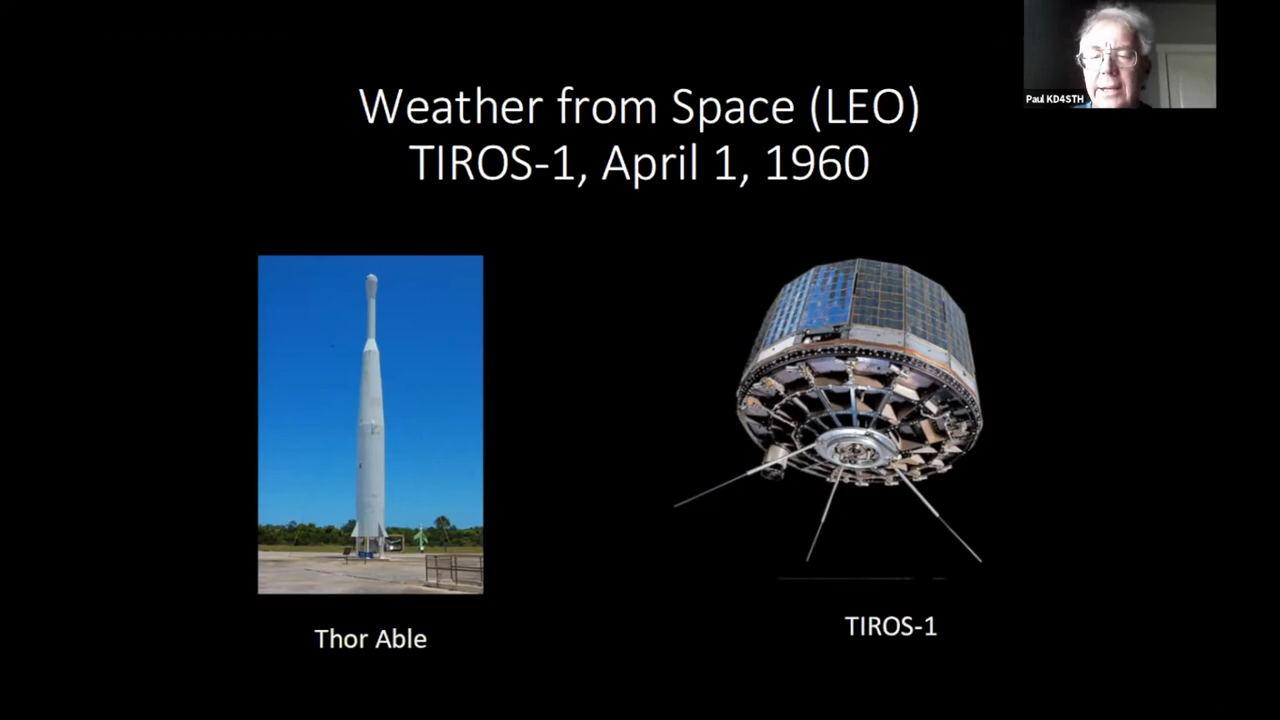 Paul KD4STH
Weather from Space (LEO)
TIROS-1, April 1, 1960
Thor Able
TIROS-1